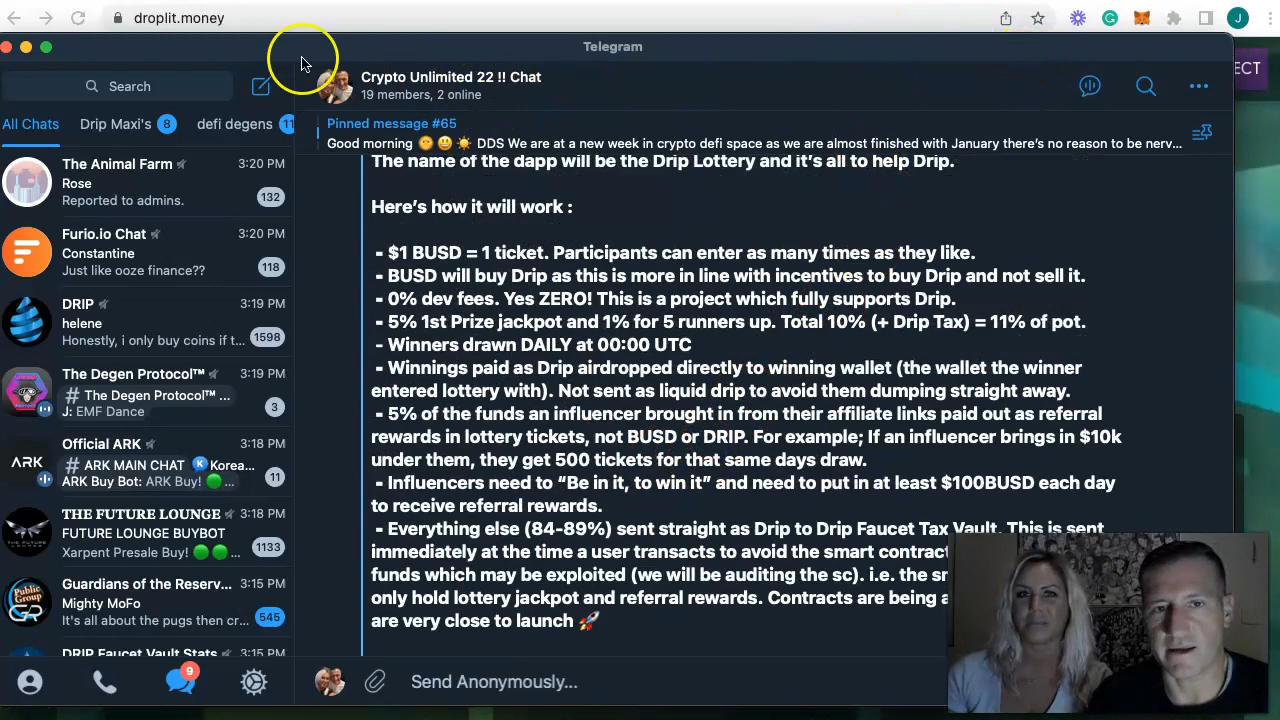 droplit.money
J
Telegram
ECT
Search
Crypto Unlimited 22 !! Chat
19 members, 2 online
All Chats
Drip Maxi's 8
defi degens 11
Pinned message #65
Good morning 🌞 😃 ☀️ DDS We are at a new week in crypto defi space as we are almost finished with January there's no reason to be nerv...
The Animal Farm 3:20 PM
Rose
Reported to admins. 132
Furio.io Chat 3:20 PM
Constantine
Just like ooze finance?? 118
DRIP 3:19 PM
helene
Honestly, i only buy coins if t... 1598
The Degen Protocol™ 3:19 PM
# The Degen Protocol™ ...
J: EMF Dance 3
Official ARK 3:18 PM
ARK
# ARK MAIN CHAT K Korea...
ARK Buy Bot: ARK Buy! 🟢 ... 11
THE FUTURE LOUNGE 3:18 PM
FUTURE LOUNGE BUYBOT
Xarpent Presale Buy! 🟢 🟢 ... 1133
Guardians of the Reserv... 3:15 PM
Public Group
GR
Mighty MoFo
It's all about the pugs then cr... 545
DRIP Faucet Vault Stats 3:15 PM
9
The name of the dapp will be the Drip Lottery and it's all to help Drip.
Here's how it will work :
- $1 BUSD = 1 ticket. Participants can enter as many times as they like.
- BUSD will buy Drip as this is more in line with incentives to buy Drip and not sell it.
- 0% dev fees. Yes ZERO! This is a project which fully supports Drip.
- 5% 1st Prize jackpot and 1% for 5 runners up. Total 10% (+ Drip Tax) = 11% of pot.
- Winners drawn DAILY at 00:00 UTC
- Winnings paid as Drip airdropped directly to winning wallet (the wallet the winner
entered lottery with). Not sent as liquid drip to avoid them dumping straight away.
- 5% of the funds an influencer brought in from their affiliate links paid out as referral
rewards in lottery tickets, not BUSD or DRIP. For example; If an influencer brings in $10k
under them, they get 500 tickets for that same days draw.
- Influencers need to “Be in it, to win it” and need to put in at least $100BUSD each day
to receive referral rewards.
- Everything else (84-89%) sent straight as Drip to Drip Faucet Tax Vault. This is sent
immediately at the time a user transacts to avoid the smart contract
funds which may be exploited (we will be auditing the sc). i.e. the
only hold lottery jackpot and referral rewards. Contracts are being
are very close to launch 🚀
Send Anonymously...